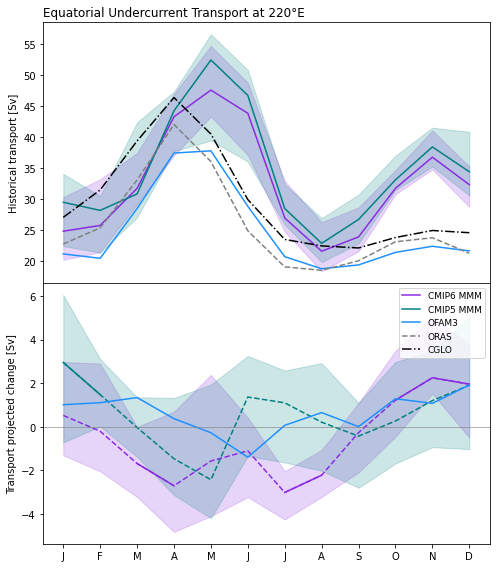 Equatorial Undercurrent Transport at 220°E
Historical transport [Sv]
55
50
45
40
35
30
25
20
Transport projected change [Sv]
6
4
2
0
−2
−4
CMIP6 MMM
CMIP5 MMM
OFAM3
ORAS
CGLO
J F M A M J J A S O N D